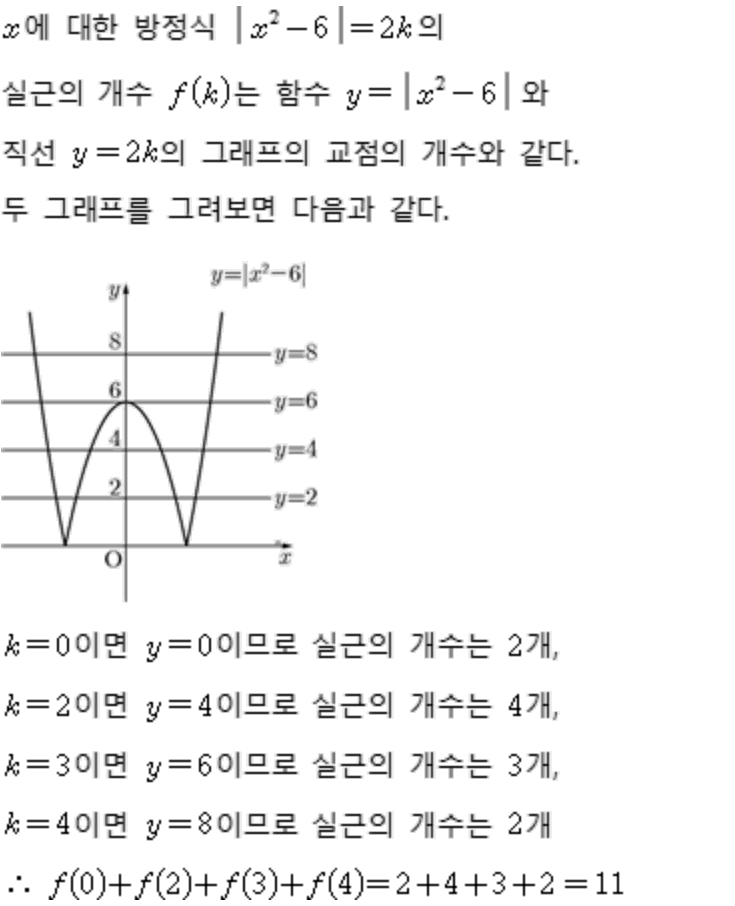 x에 대한 방정식 |x²−6|=2k의
실근의 개수 f(k)는 함수 y=|x²−6|와
직선 y=2k의 그래프의 교점의 개수와 같다.
두 그래프를 그려보면 다음과 같다.
y=|x²−6|
y
8
y=8
6
y=6
4
y=4
2
y=2
O
x
k=0이면 y=0이므로 실근의 개수는 2개,
k=2이면 y=4이므로 실근의 개수는 4개,
k=3이면 y=6이므로 실근의 개수는 3개,
k=4이면 y=8이므로 실근의 개수는 2개
∴ f(0)+f(2)+f(3)+f(4)=2+4+3+2=11